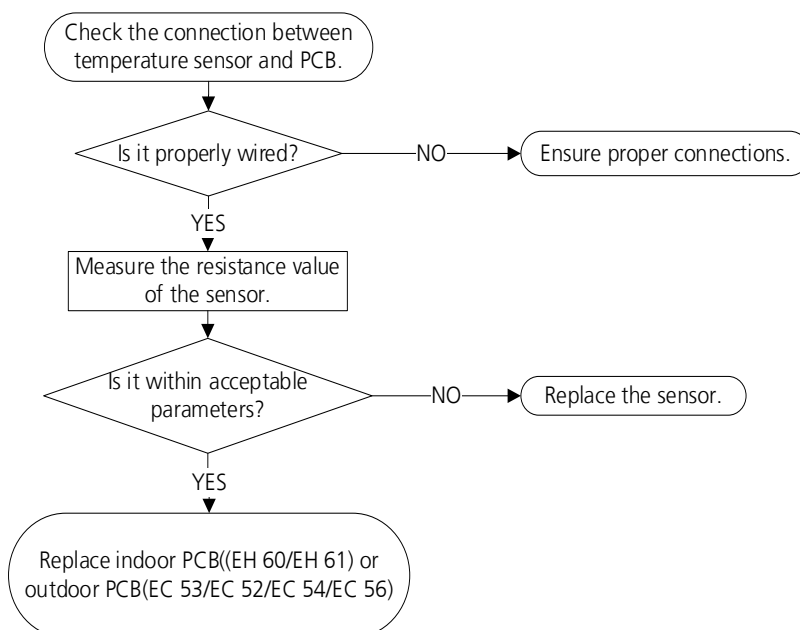 Check the connection between
temperature sensor and PCB.
Is it properly wired?
NO
Ensure proper connections.
YES
Measure the resistance value
of the sensor.
Is it within acceptable
parameters?
NO
Replace the sensor.
YES
Replace indoor PCB((EH 60/EH 61) or
outdoor PCB(EC 53/EC 52/EC 54/EC 56)